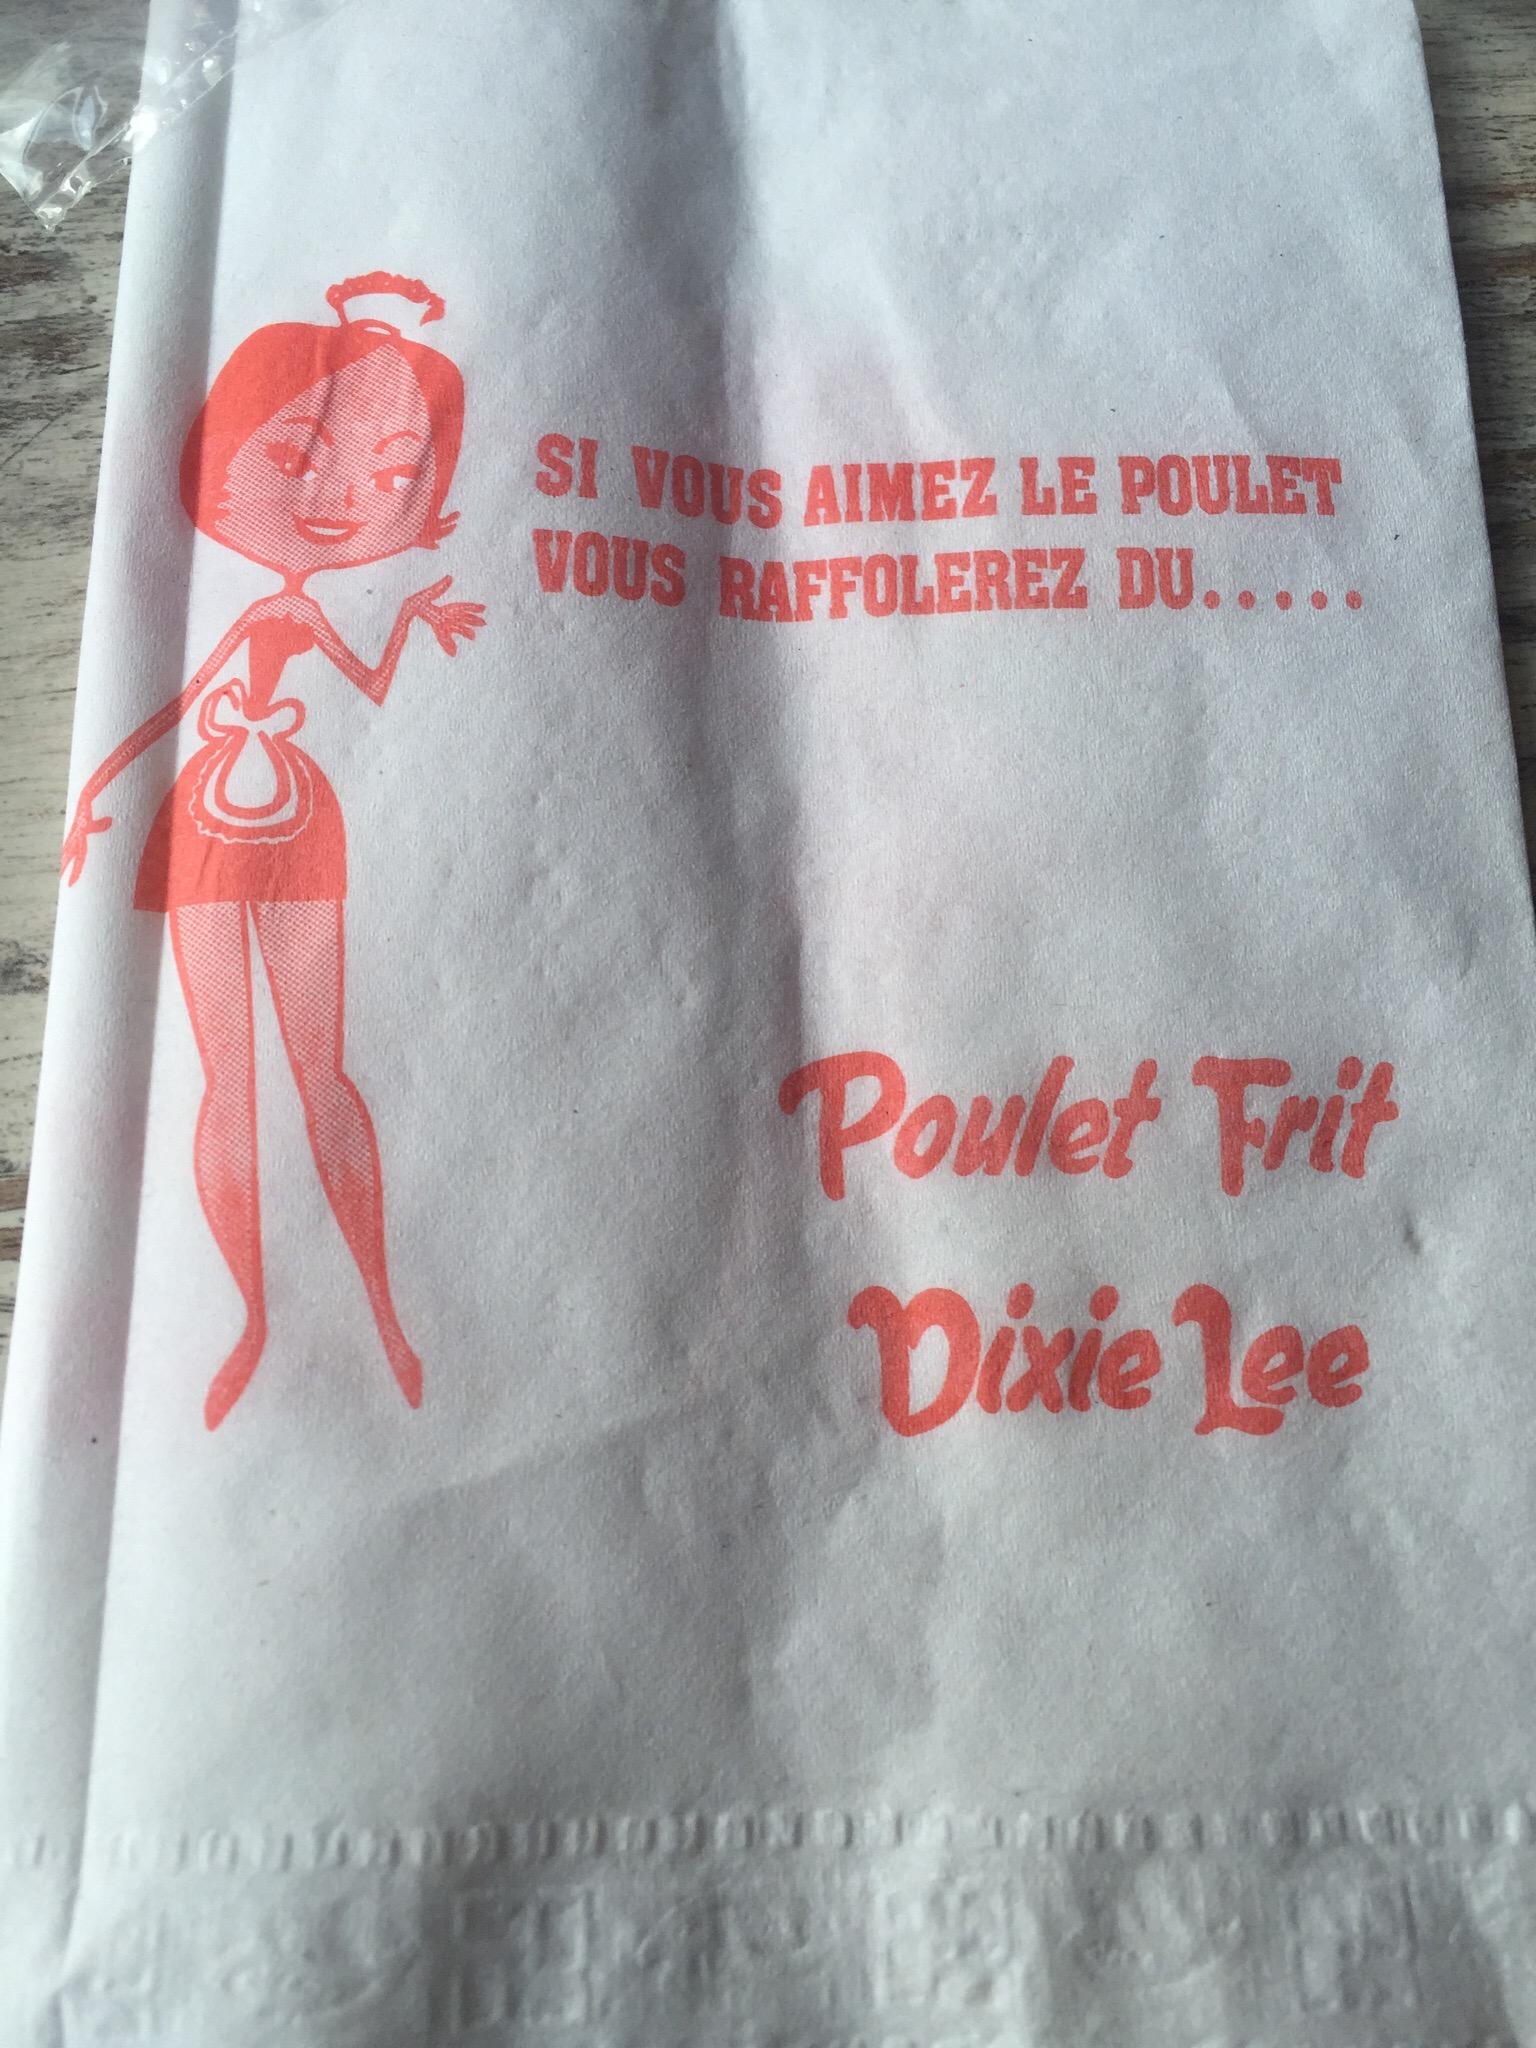 SI VOUS AIMEZ LE POULET
VOUS RAFFOLEREZ DU.....
Poulet Frit
Dixie Lee